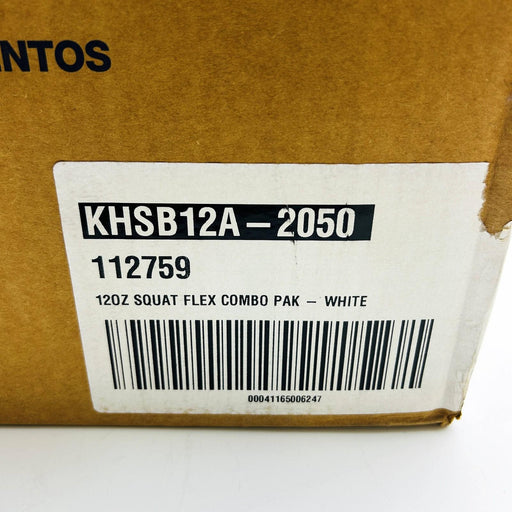 NTOS
KHSB12A-2050
112759
12OZ SQUAT FLEX COMBO PAK - WHITE
00041165006247